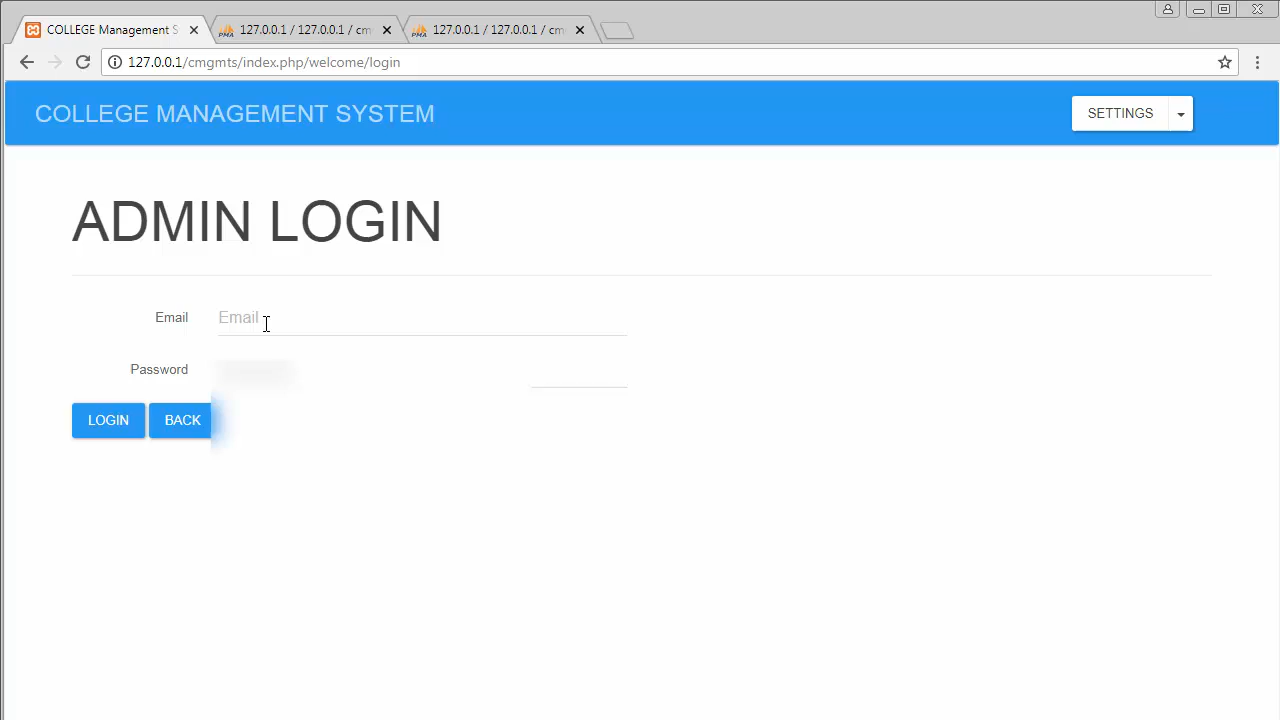 COLLEGE Management S
127.0.0.1 / 127.0.0.1 / cm
127.0.0.1 / 127.0.0.1 / cm
127.0.0.1/cmgmts/index.php/welcome/login
COLLEGE MANAGEMENT SYSTEM
SETTINGS
ADMIN LOGIN
Email
Email
Password
LOGIN
BACK